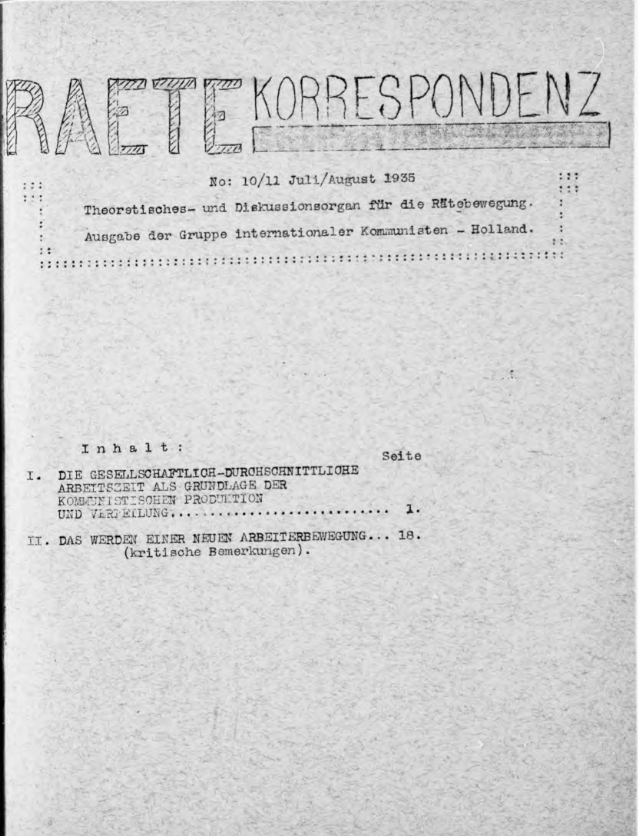 RAETE KORRESPONDENZ
No: 10/11 Juli/August 1935
Theoretisches- und Diskussionsorgan für die Rätebewegung.
Ausgabe der Gruppe internationaler Kommunisten - Holland.
I n h a l t :
Seite
I. DIE GESELLSCHAFTLICH-DURCHSCHNITTLICHE
ARBEITSZEIT ALS GRUNDLAGE DER
KOMMUNISTISCHEN PRODUKTION
UND VERTEILUNG............................ 1.
II. DAS WERDEN EINER NEUEN ARBEITERBEWEGUNG... 18.
(kritische Bemerkungen).